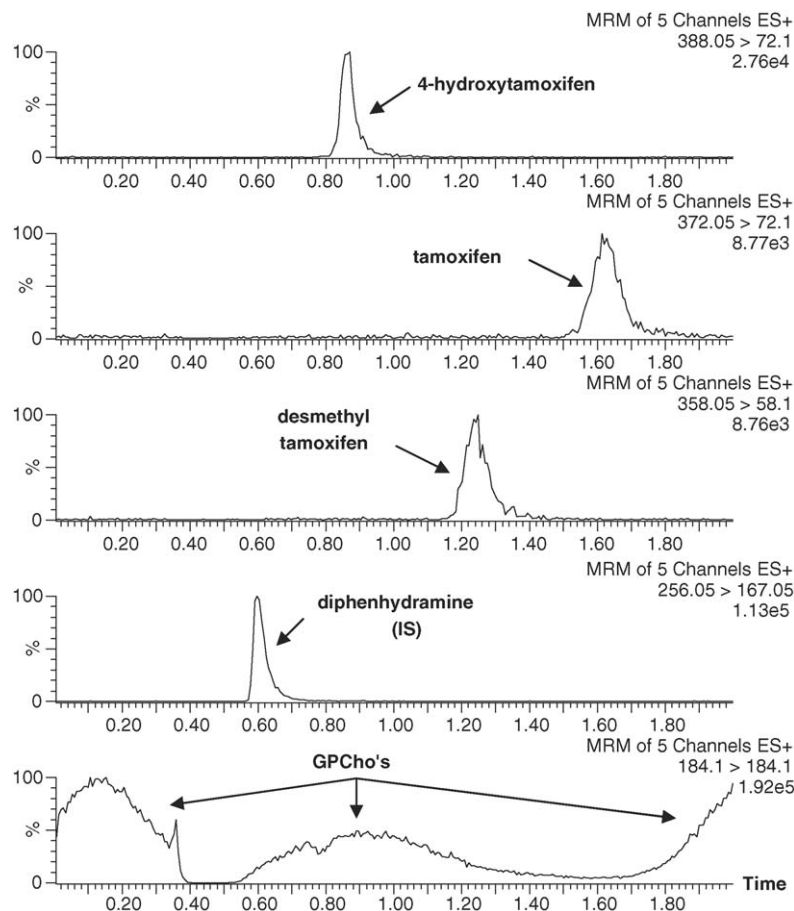 MRM of 5 Channels ES+
388.05 > 72.1
2.76e4
100
%
0
4-hydroxytamoxifen
0.20 0.40 0.60 0.80 1.00 1.20 1.40 1.60 1.80
MRM of 5 Channels ES+
372.05 > 72.1
8.77e3
100
%
0
tamoxifen
0.20 0.40 0.60 0.80 1.00 1.20 1.40 1.60 1.80
MRM of 5 Channels ES+
358.05 > 58.1
8.76e3
100
%
0
desmethyl
tamoxifen
0.20 0.40 0.60 0.80 1.00 1.20 1.40 1.60 1.80
MRM of 5 Channels ES+
256.05 > 167.05
1.13e5
100
%
0
diphenhydramine
(IS)
0.20 0.40 0.60 0.80 1.00 1.20 1.40 1.60 1.80
MRM of 5 Channels ES+
184.1 > 184.1
1.92e5
GPCho's
100
%
0
Time
0.20 0.40 0.60 0.80 1.00 1.20 1.40 1.60 1.80